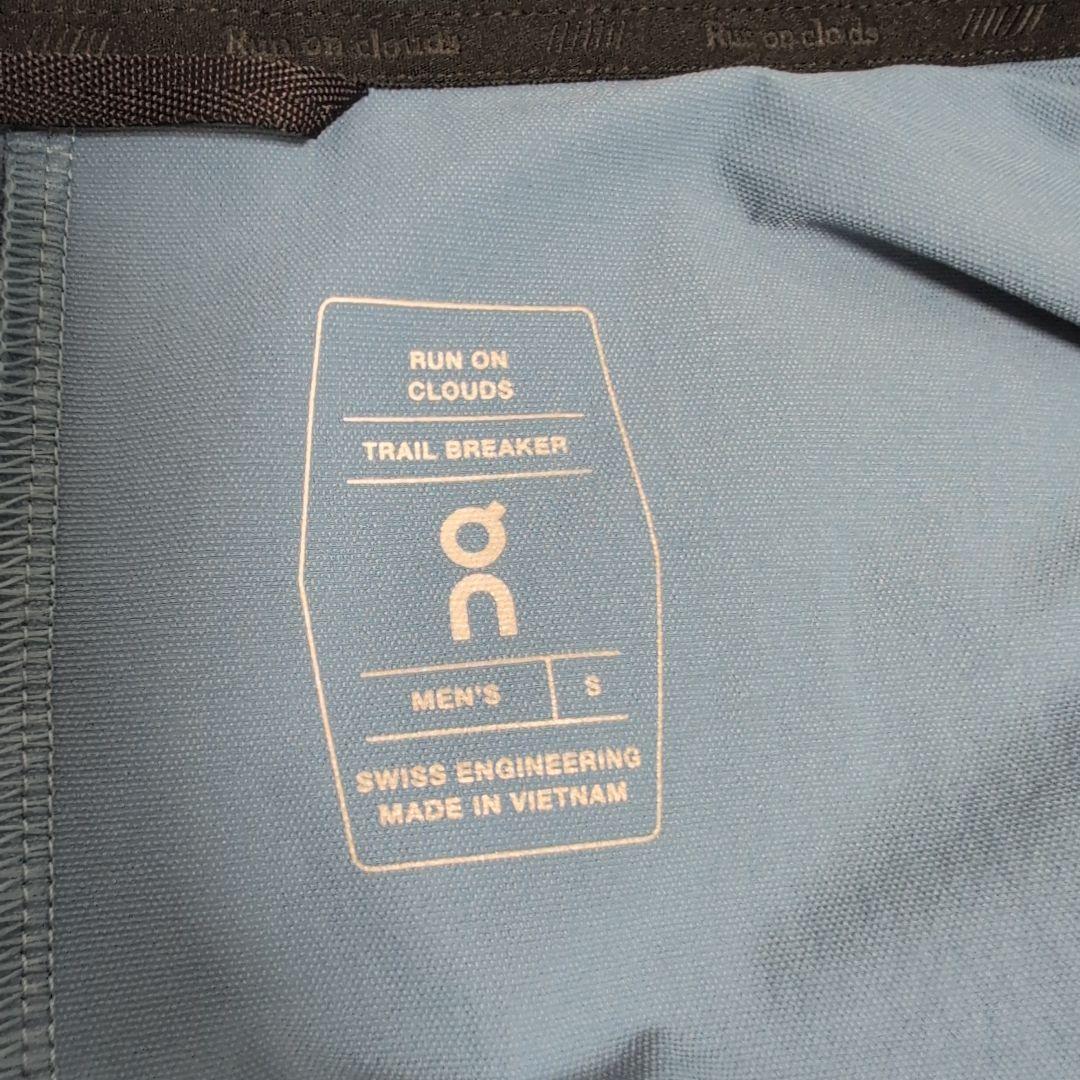 Run on clouds Run on clouds
RUN ON
CLOUDS
TRAIL BREAKER
on
MEN'S S
SWISS ENGINEERING
MADE IN VIETNAM